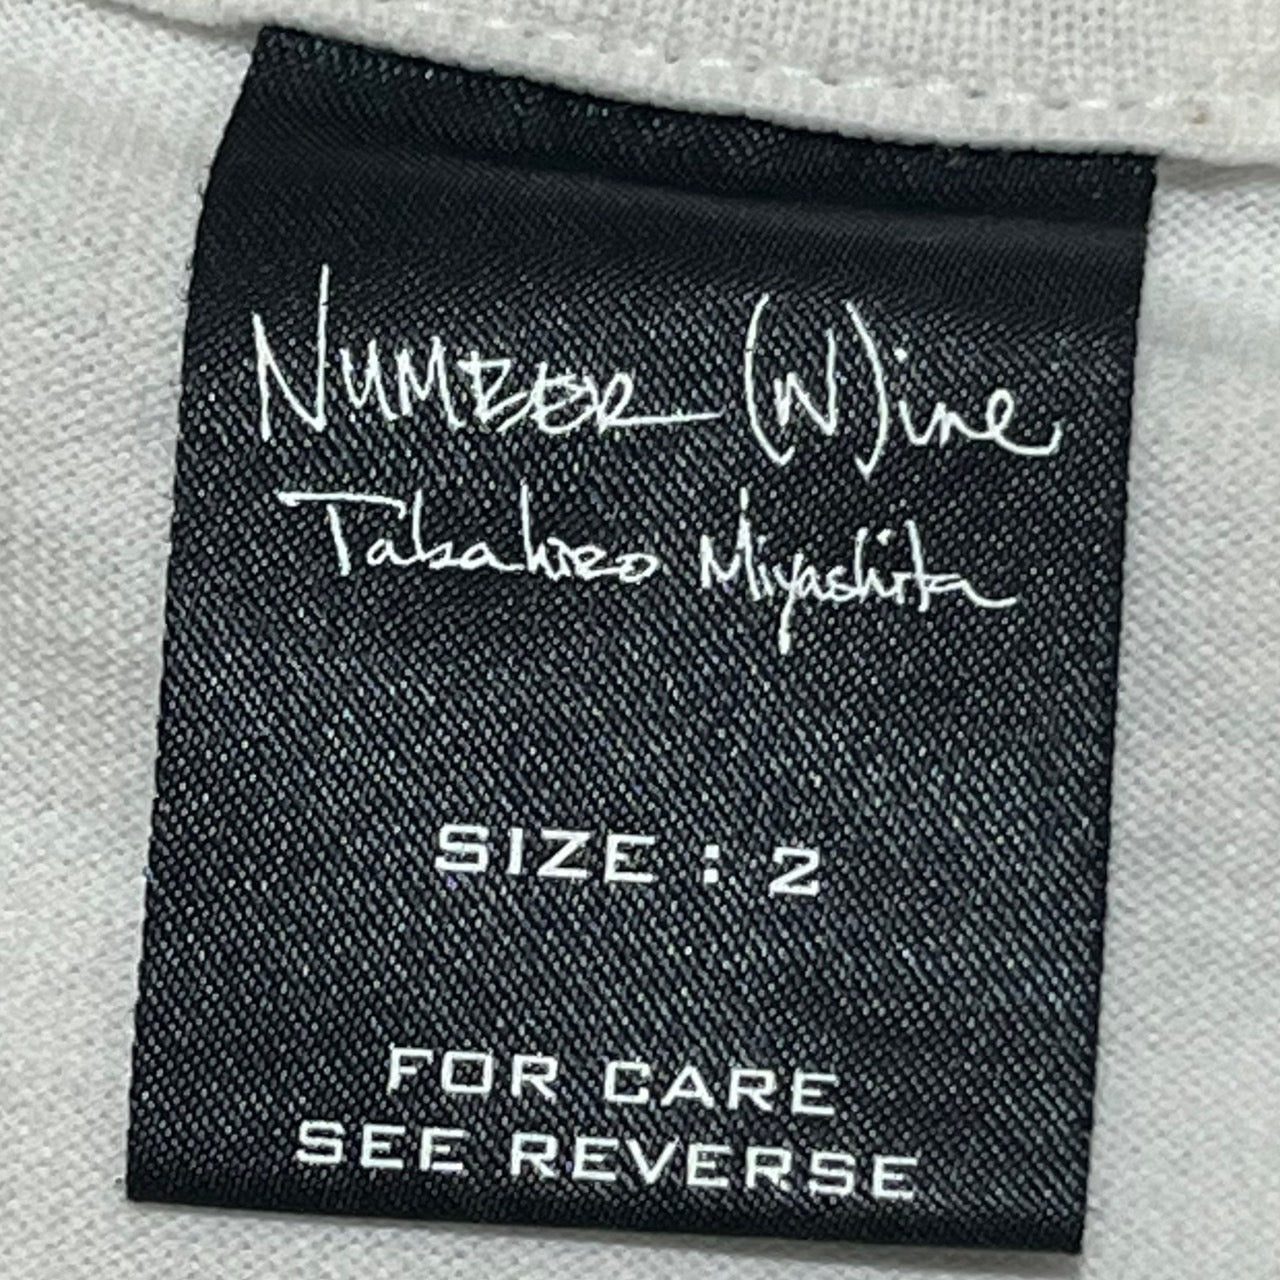 NUMBER (N)ine
Takahiro Miyashita
SIZE : 2
FOR CARE
SEE REVERSE